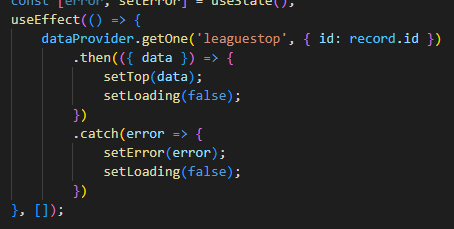 const [error, setError] = useState();
useEffect(() => {
    dataProvider.getOne('leaguestop', { id: record.id })
        .then(({ data }) => {
            setTop(data);
            setLoading(false);
        })
        .catch(error => {
            setError(error);
            setLoading(false);
        })
}, []);